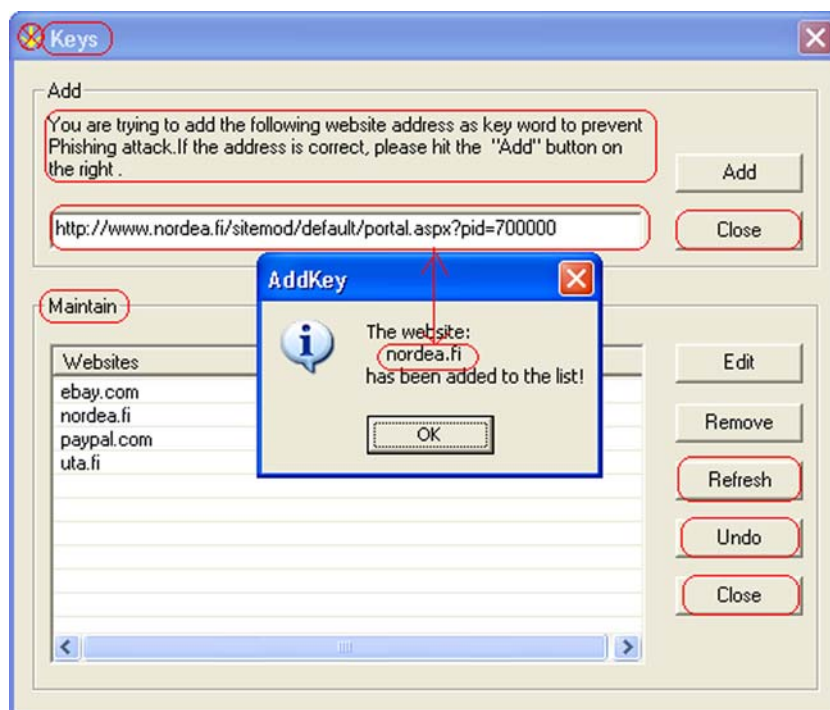 Keys
Add
You are trying to add the following website address as key word to prevent
Phishing attack.If the address is correct, please hit the "Add" button on
the right .
Add
http://www.nordea.fi/sitemod/default/portal.aspx?pid=700000
Close
AddKey
The website:
nordea.fi
has been added to the list!
OK
Maintain
Websites
ebay.com
nordea.fi
paypal.com
uta.fi
Edit
Remove
Refresh
Undo
Close